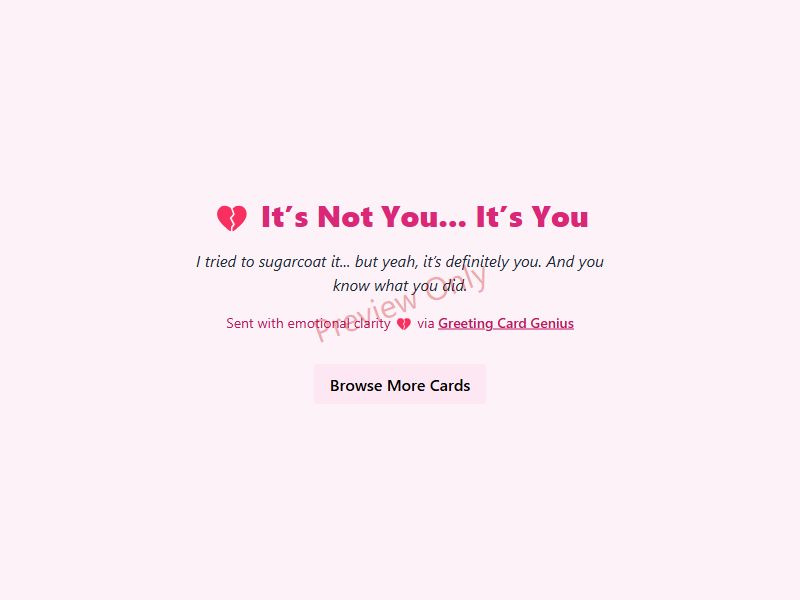 💔 It’s Not You... It’s You
I tried to sugarcoat it... but yeah, it’s definitely you. And you
know what you did.
Preview Only
Sent with emotional clarity 💔 via Greeting Card Genius
Browse More Cards